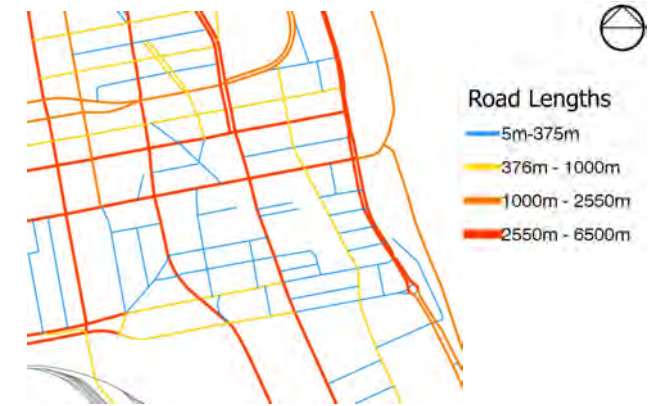 Road Lengths
5m-375m
376m - 1000m
1000m - 2550m
2550m - 6500m